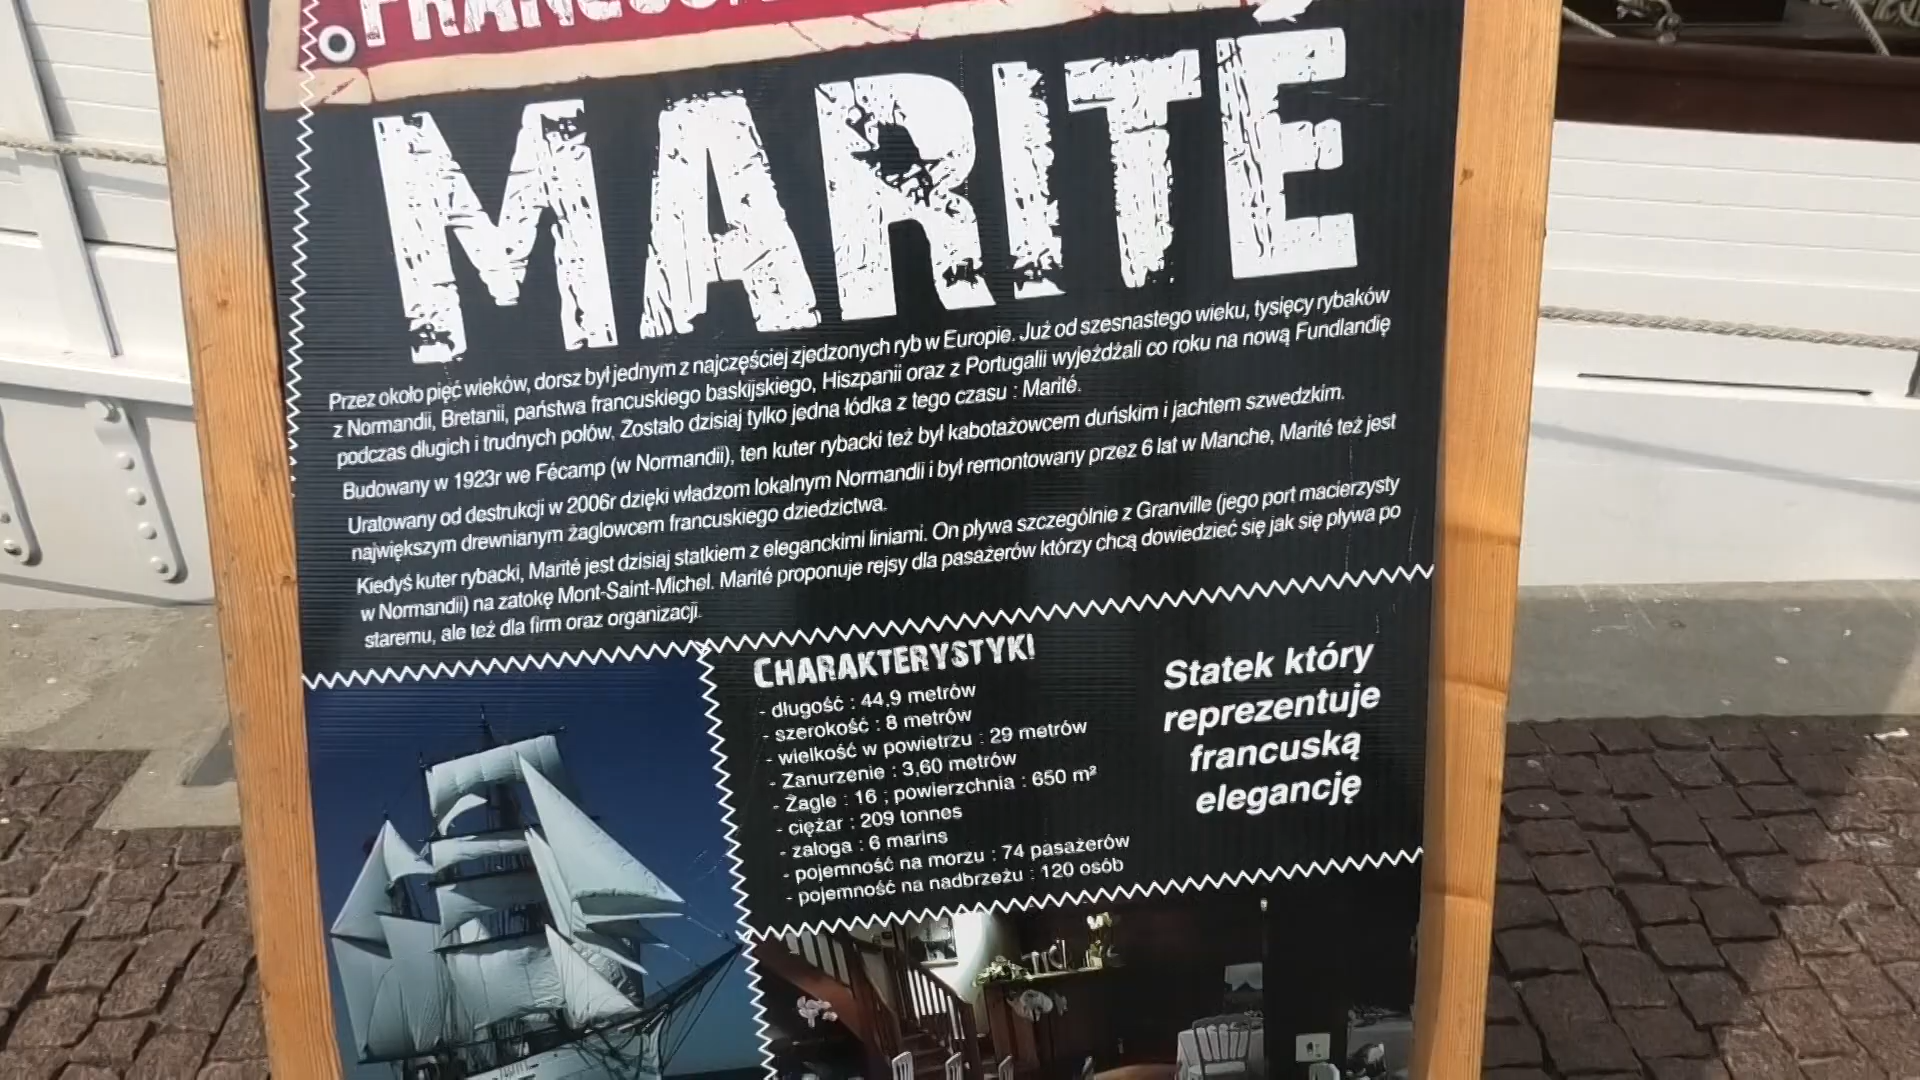 MARITÉ
Przez około pięć wieków, dorsz był jednym z najczęściej zjedzonych ryb w Europie. Już od szesnastego wieku, tysięcy rybaków
z Normandii, Bretanii, państwa francuskiego baskijskiego, Hiszpanii oraz z Portugalii wyjeżdżali co roku na nową Fundlandię
podczas długich i trudnych połów. Zostało dzisiaj tylko jedna łódka z tego czasu : Marité.
Budowany w 1923r we Fécamp (w Normandii), ten kuter rybacki też był kabotażowcem duńskim i jachtem szwedzkim.
Uratowany od destrukcji w 2006r dzięki władzom lokalnym Normandii i był remontowany przez 6 lat w Manche, Marité też jest
największym drewnianym żaglowcem francuskiego dziedzictwa.
Kiedyś kuter rybacki, Marité jest dzisiaj statkiem z eleganckimi liniami. On pływa szczególnie z Granville (jego port macierzysty
w Normandii) na zatokę Mont-Saint-Michel. Marité proponuje rejsy dla pasażerów którzy chcą dowiedzieć się jak się pływa po
staremu, ale też dla firm oraz organizacji.
CHARAKTERYSTYKI
- długość : 44,9 metrów
- szerokość : 8 metrów
- wielkość w powietrzu : 29 metrów
- Zanurzenie : 3,60 metrów
- Żagle : 16 ; powierzchnia : 650 m²
- ciężar : 209 tonnes
- załoga : 6 marins
- pojemność na morzu : 74 pasażerów
- pojemność na nadbrzeżu : 120 osób
Statek który
reprezentuje
francuską
elegancję